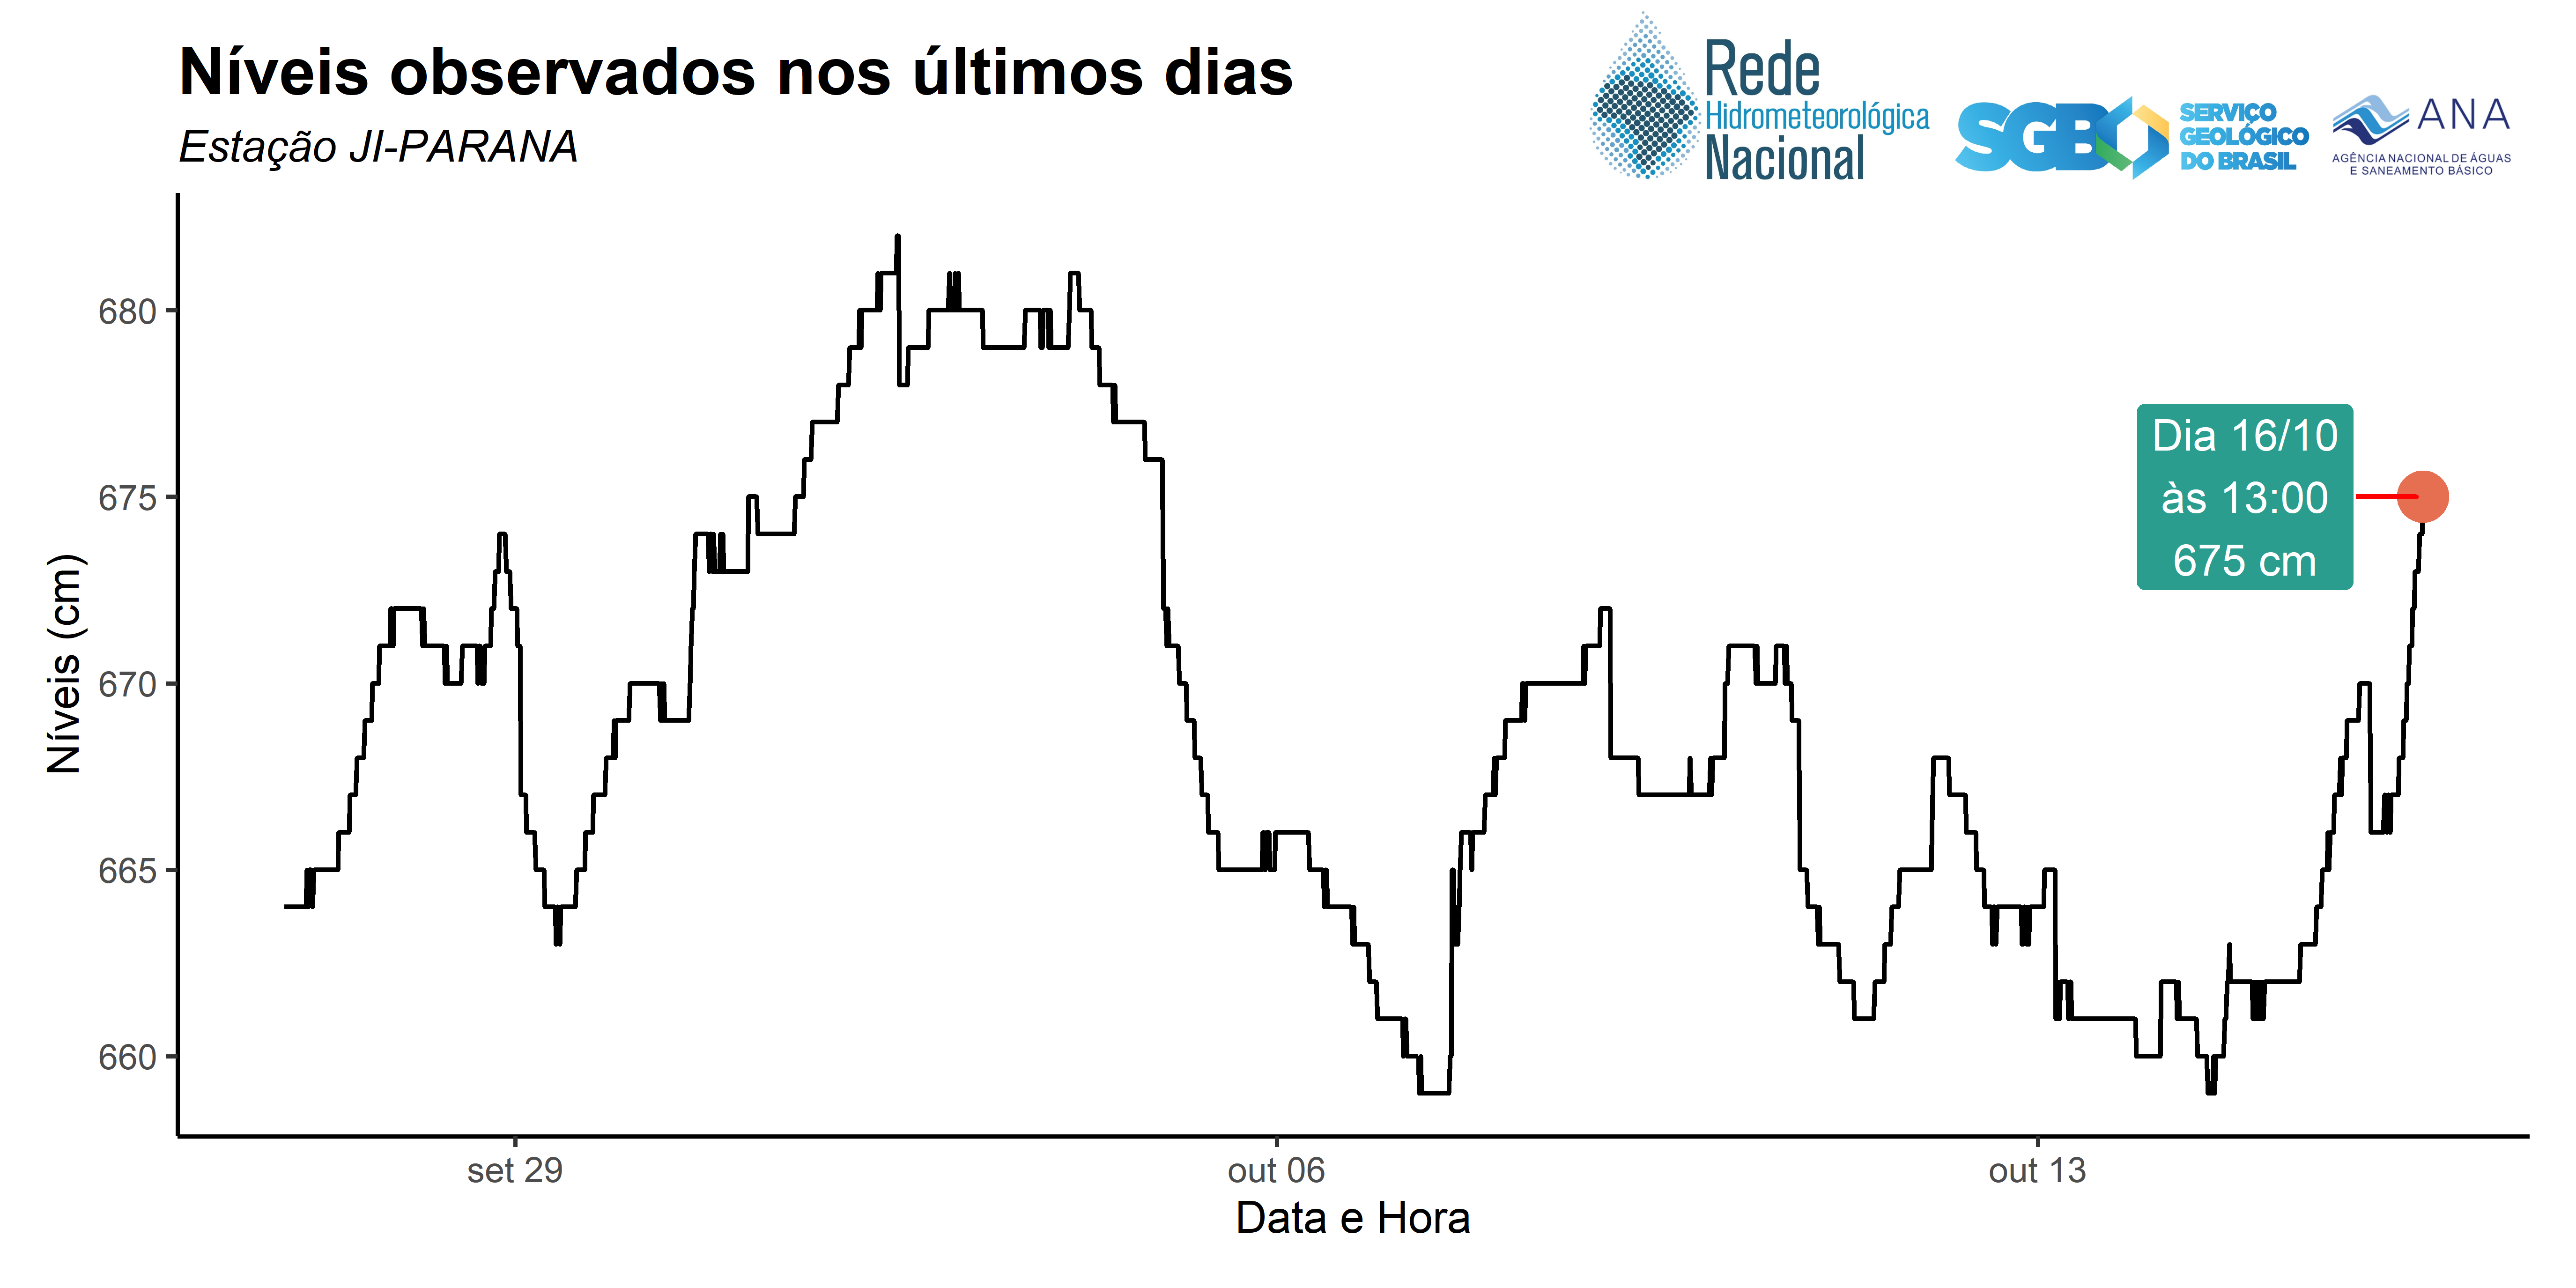 Níveis observados nos últimos dias
Estação JI-PARANA
Rede
Hidrometeorológica
Nacional
SGB
SERVIÇO
GEOLÓGICO
DO BRASIL
ANA
AGÊNCIA NACIONAL DE ÁGUAS
E SANEAMENTO BÁSICO
680
675
670
665
660
Níveis (cm)
Dia 16/10
às 13:00
675 cm
set 29
out 06
out 13
Data e Hora